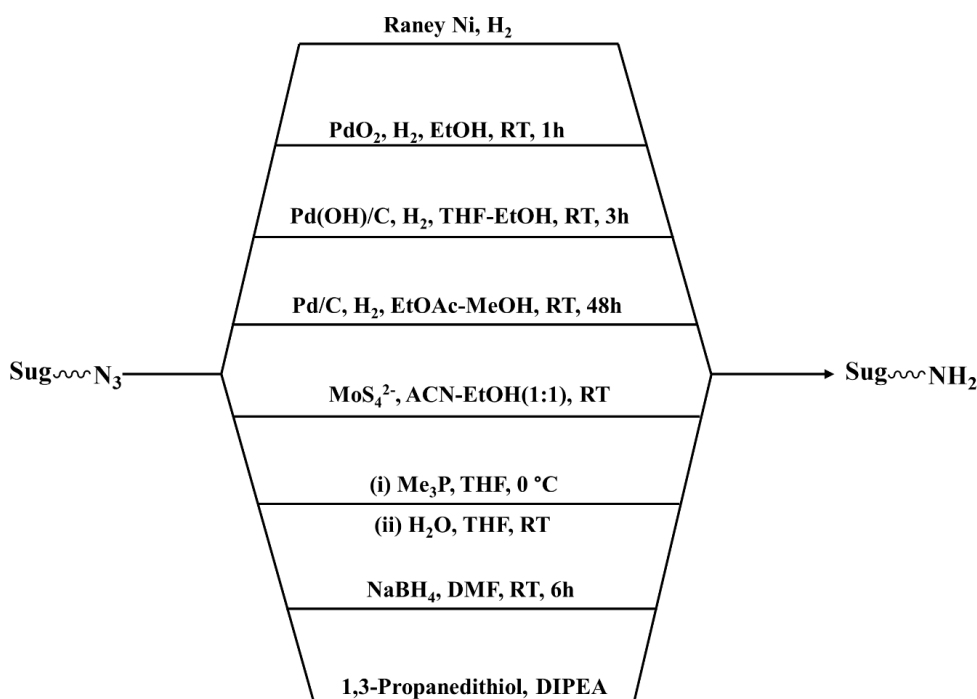 Raney Ni, H₂
PdO₂, H₂, EtOH, RT, 1h
Pd(OH)/C, H₂, THF-EtOH, RT, 3h
Pd/C, H₂, EtOAc-MeOH, RT, 48h
Sug N₃ Sug NH₂
MoS₄²⁻, ACN-EtOH(1:1), RT
(i) Me₃P, THF, 0 °C
(ii) H₂O, THF, RT
NaBH₄, DMF, RT, 6h
1,3-Propanedithiol, DIPEA